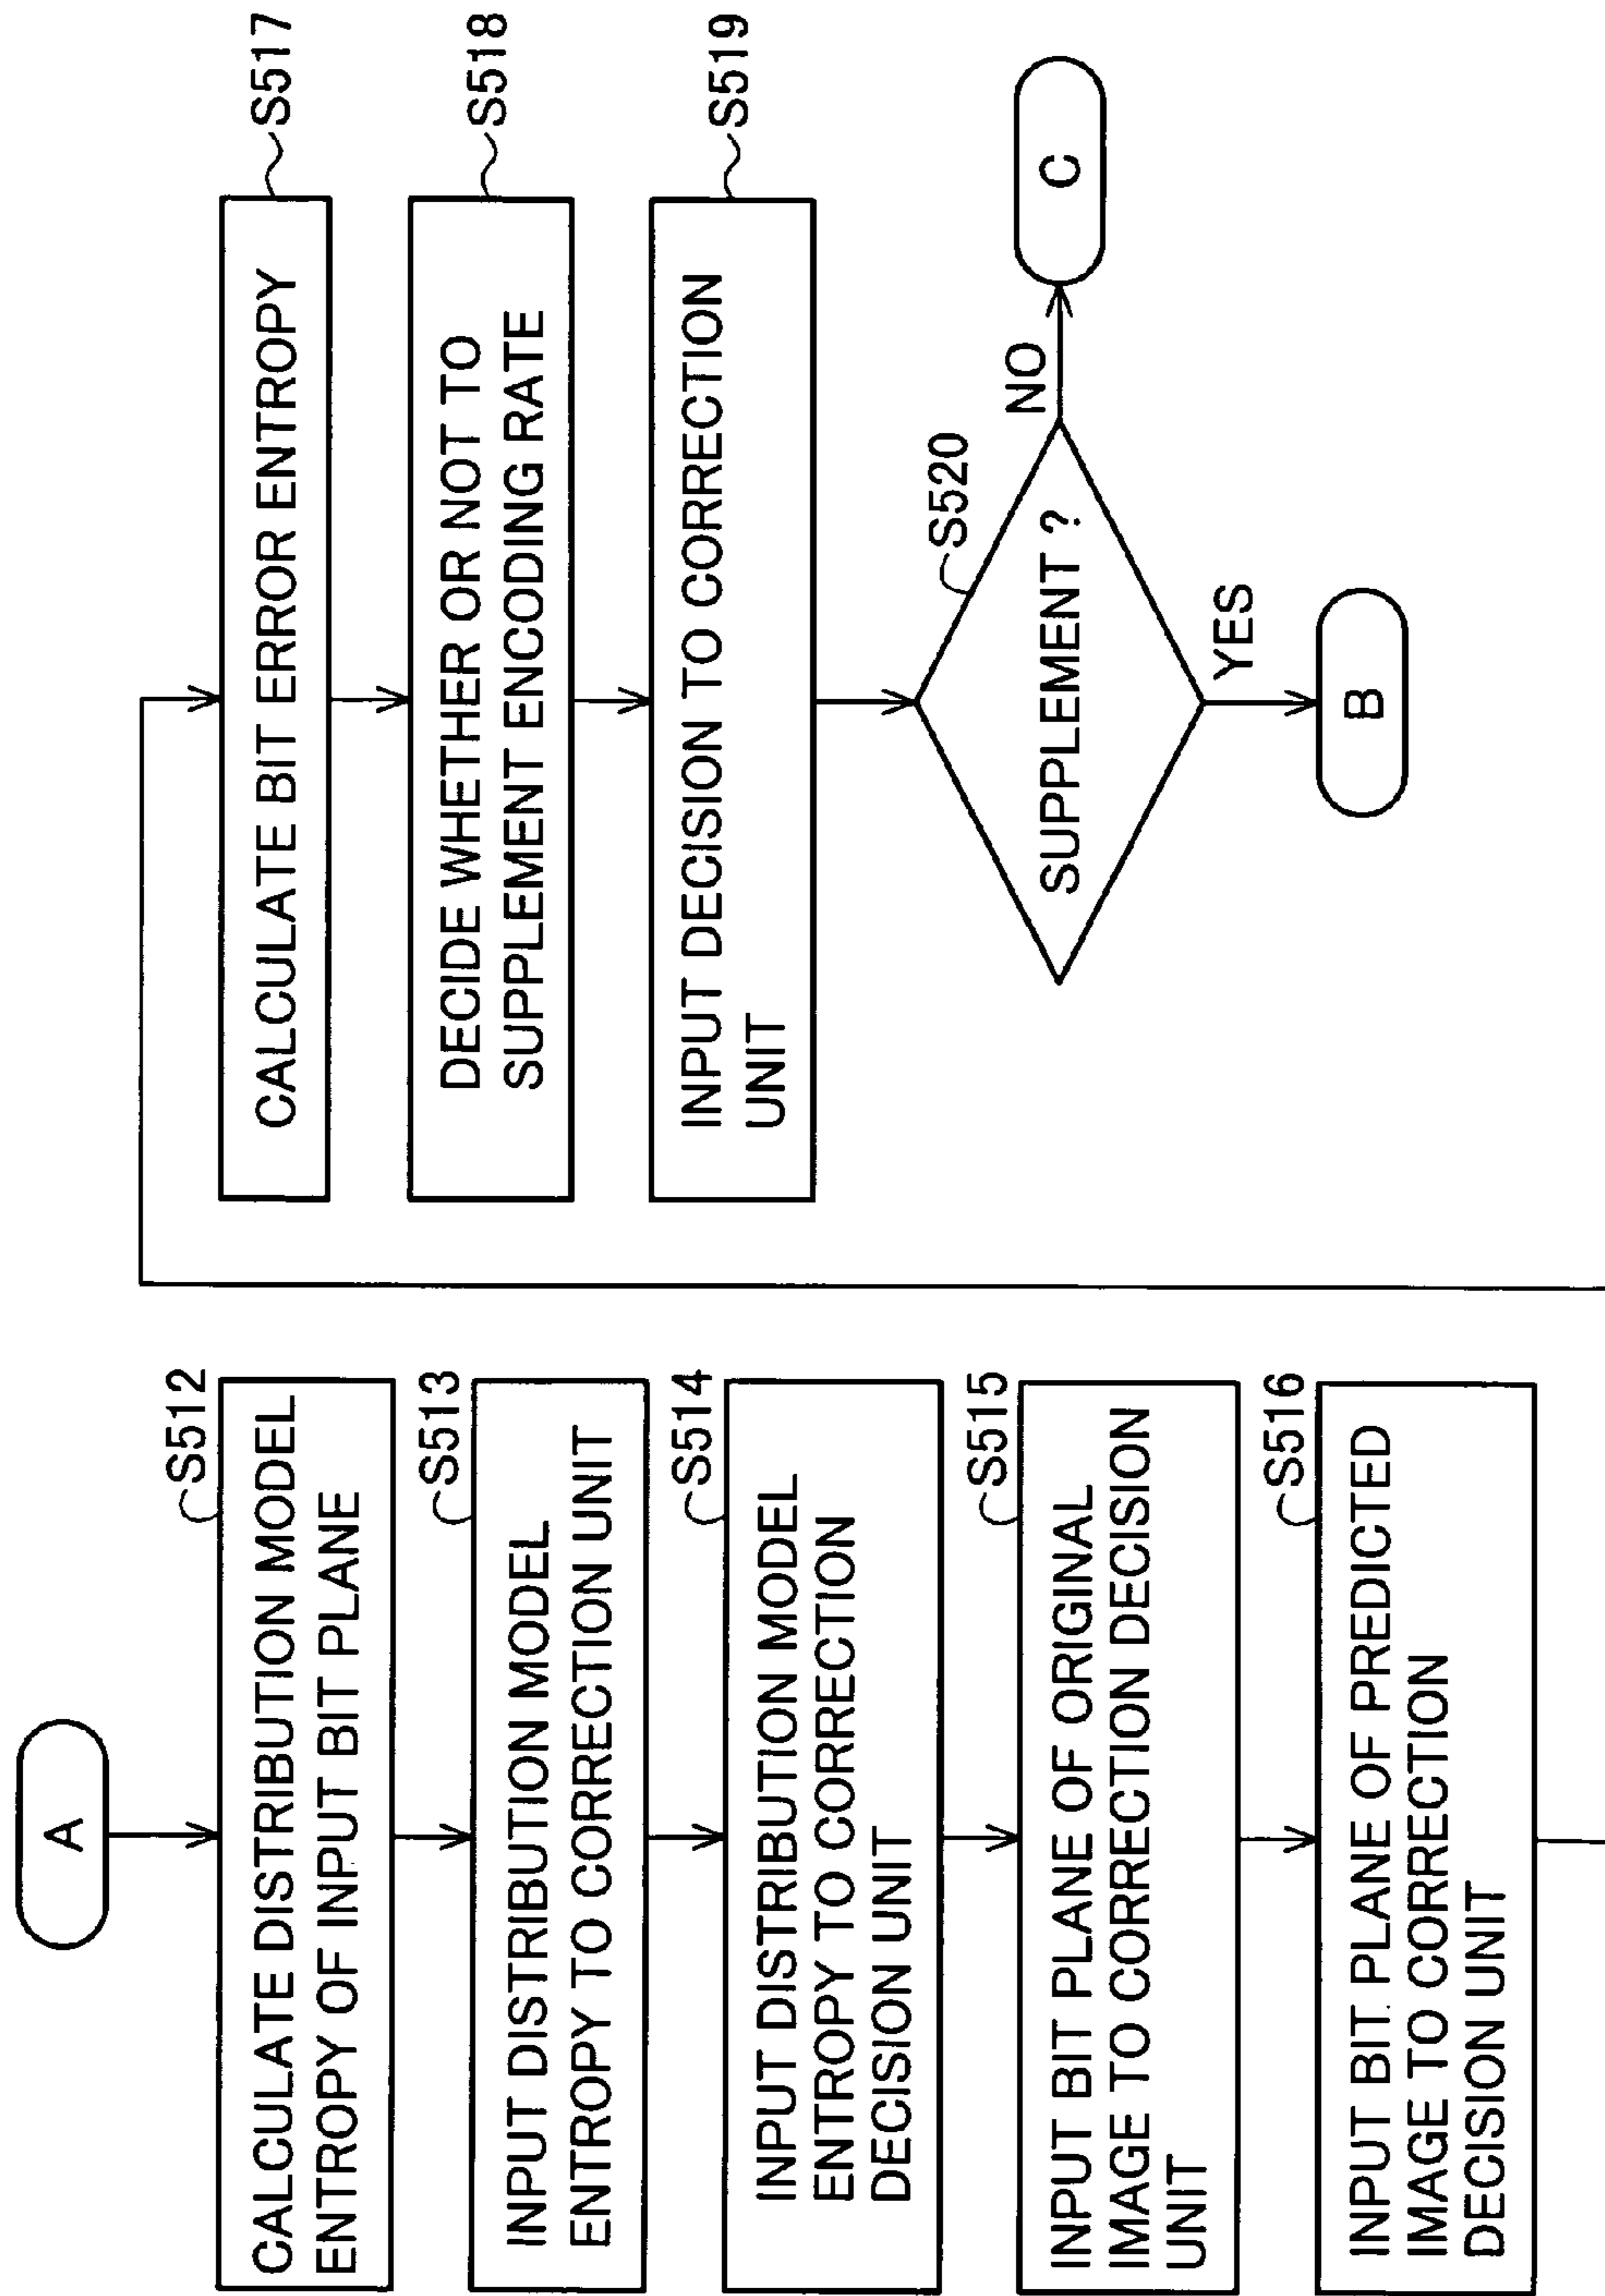 A
S512
CALCULATE DISTRIBUTION MODEL
ENTROPY OF INPUT BIT PLANE
S513
INPUT DISTRIBUTION MODEL
ENTROPY TO CORRECTION UNIT
S514
INPUT DISTRIBUTION MODEL
ENTROPY TO CORRECTION
DECISION UNIT
S515
INPUT BIT PLANE OF ORIGINAL
IMAGE TO CORRECTION DECISION
UNIT
S516
INPUT BIT PLANE OF PREDICTED
IMAGE TO CORRECTION
DECISION UNIT
S517
CALCULATE BIT ERROR ENTROPY
S518
DECIDE WHETHER OR NOT TO
SUPPLEMENT ENCODING RATE
S519
INPUT DECISION TO CORRECTION
UNIT
S520
SUPPLEMENT ?
NO
C
YES
B